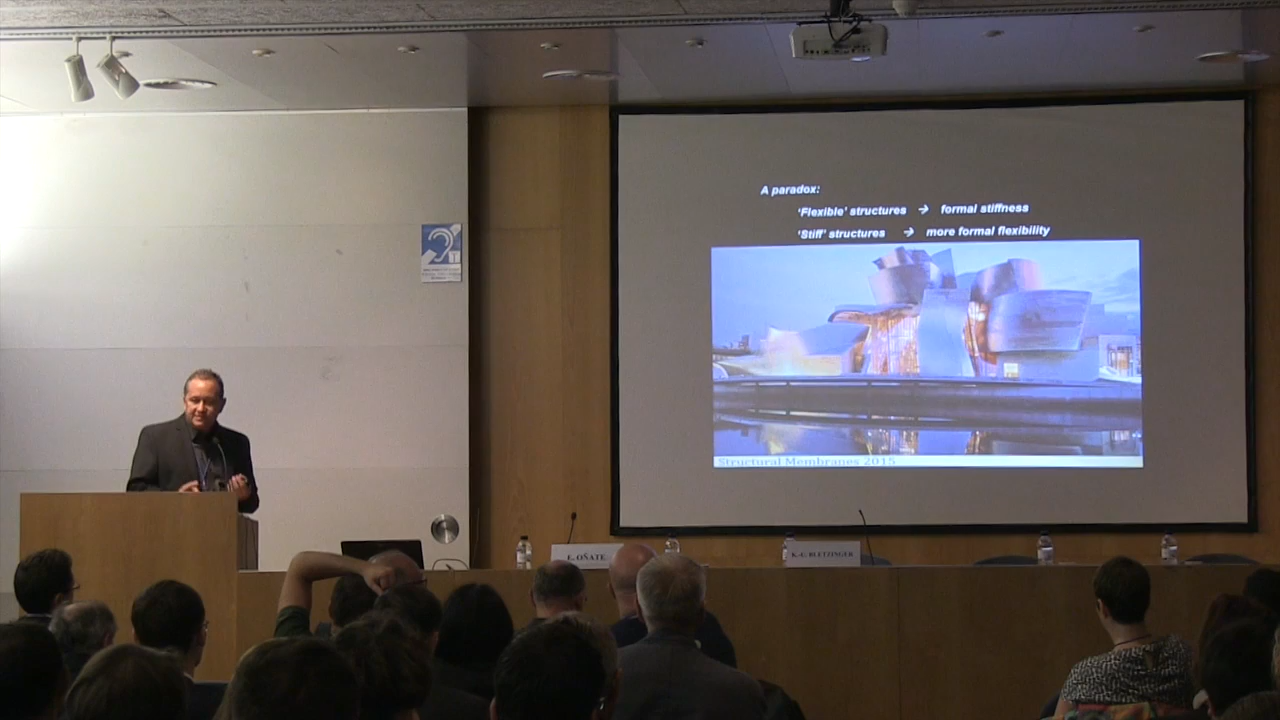 A paradox:
'Flexible' structures → formal stiffness
'Stiff' structures → more formal flexibility
Structural Membranes 2015
T
E. OÑATE
K.-U. BLETZINGER